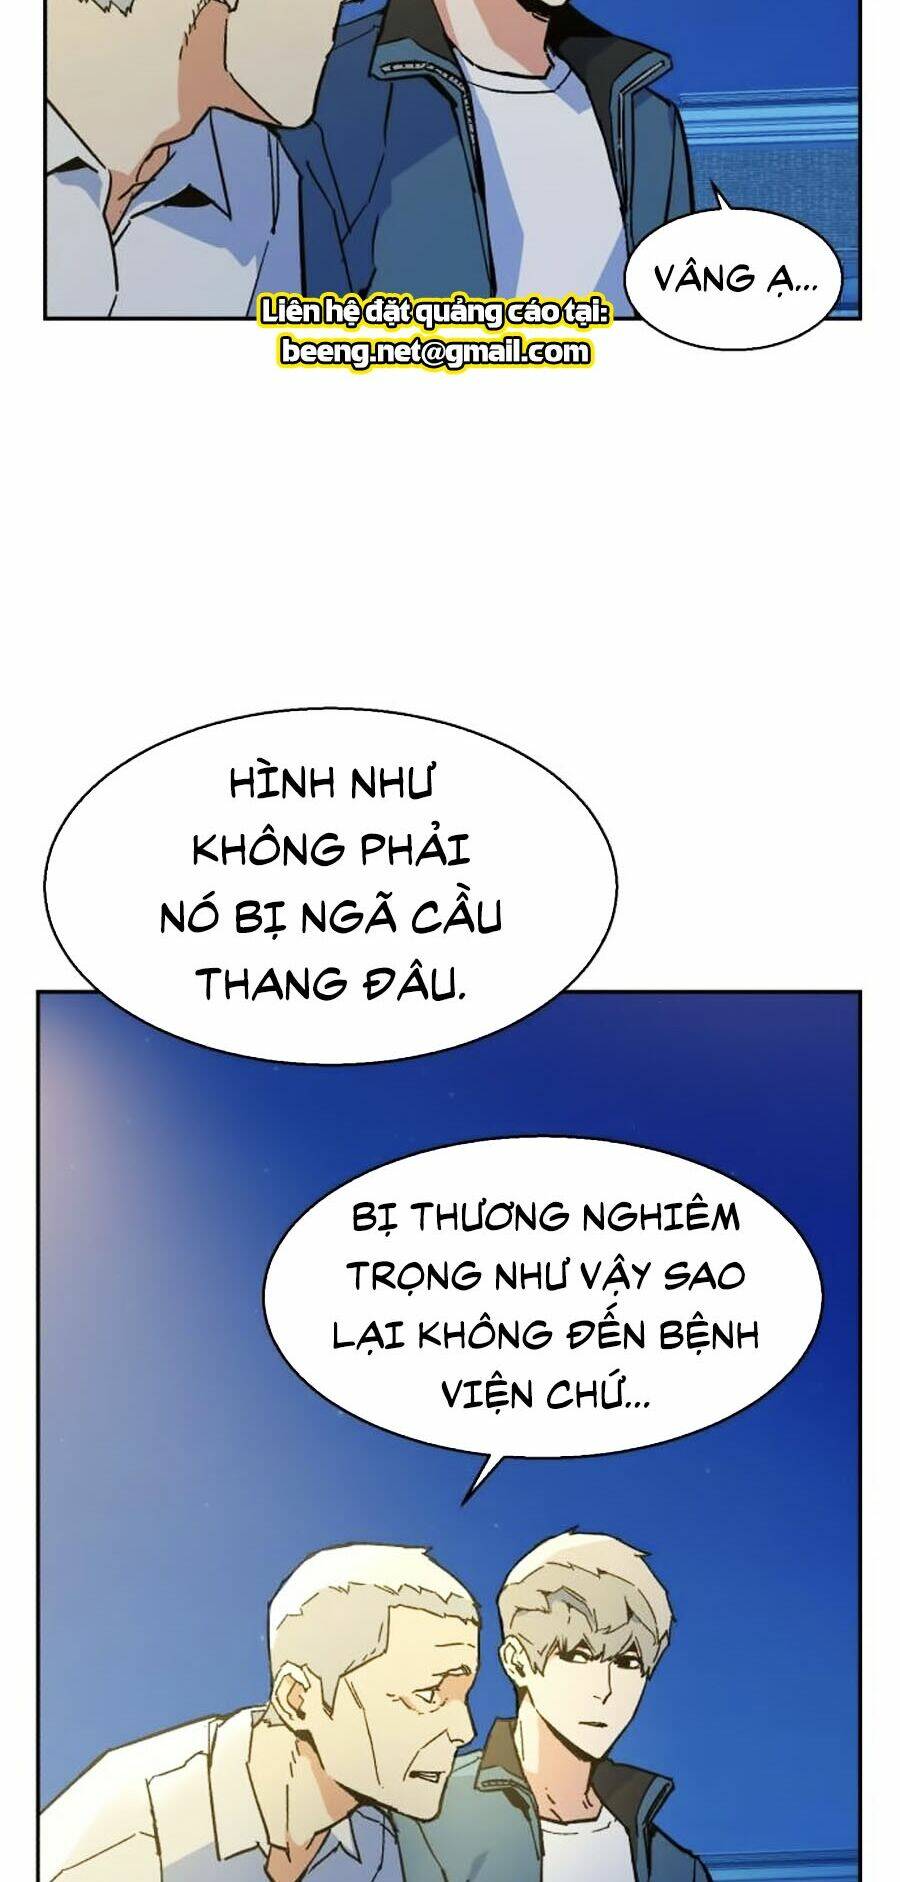 VÂNG Ạ...
Liên hệ đặt quảng cáo tại:
beeng.net@gmail.com
HÌNH NHƯ
KHÔNG PHẢI
NÓ BỊ NGÃ CẦU
THANG ĐÂU.
BỊ THƯƠNG NGHIÊM
TRỌNG NHƯ VẬY SAO
LẠI KHÔNG ĐẾN BỆNH
VIỆN CHỨ...